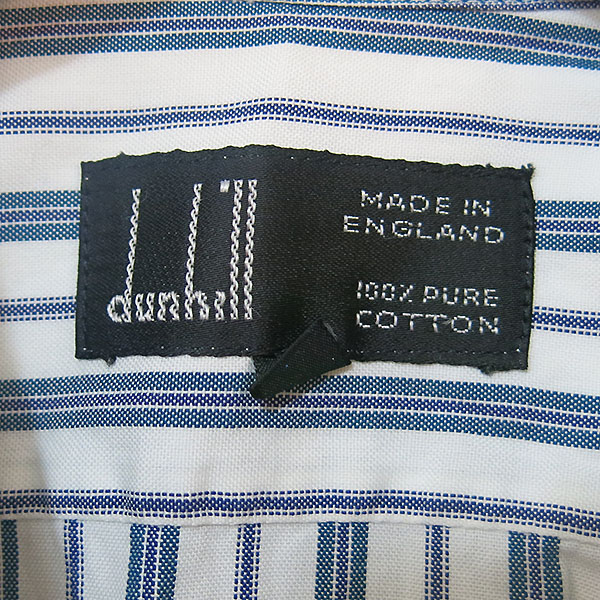 dunhill
MADE IN
ENGLAND
100% PURE
COTTON